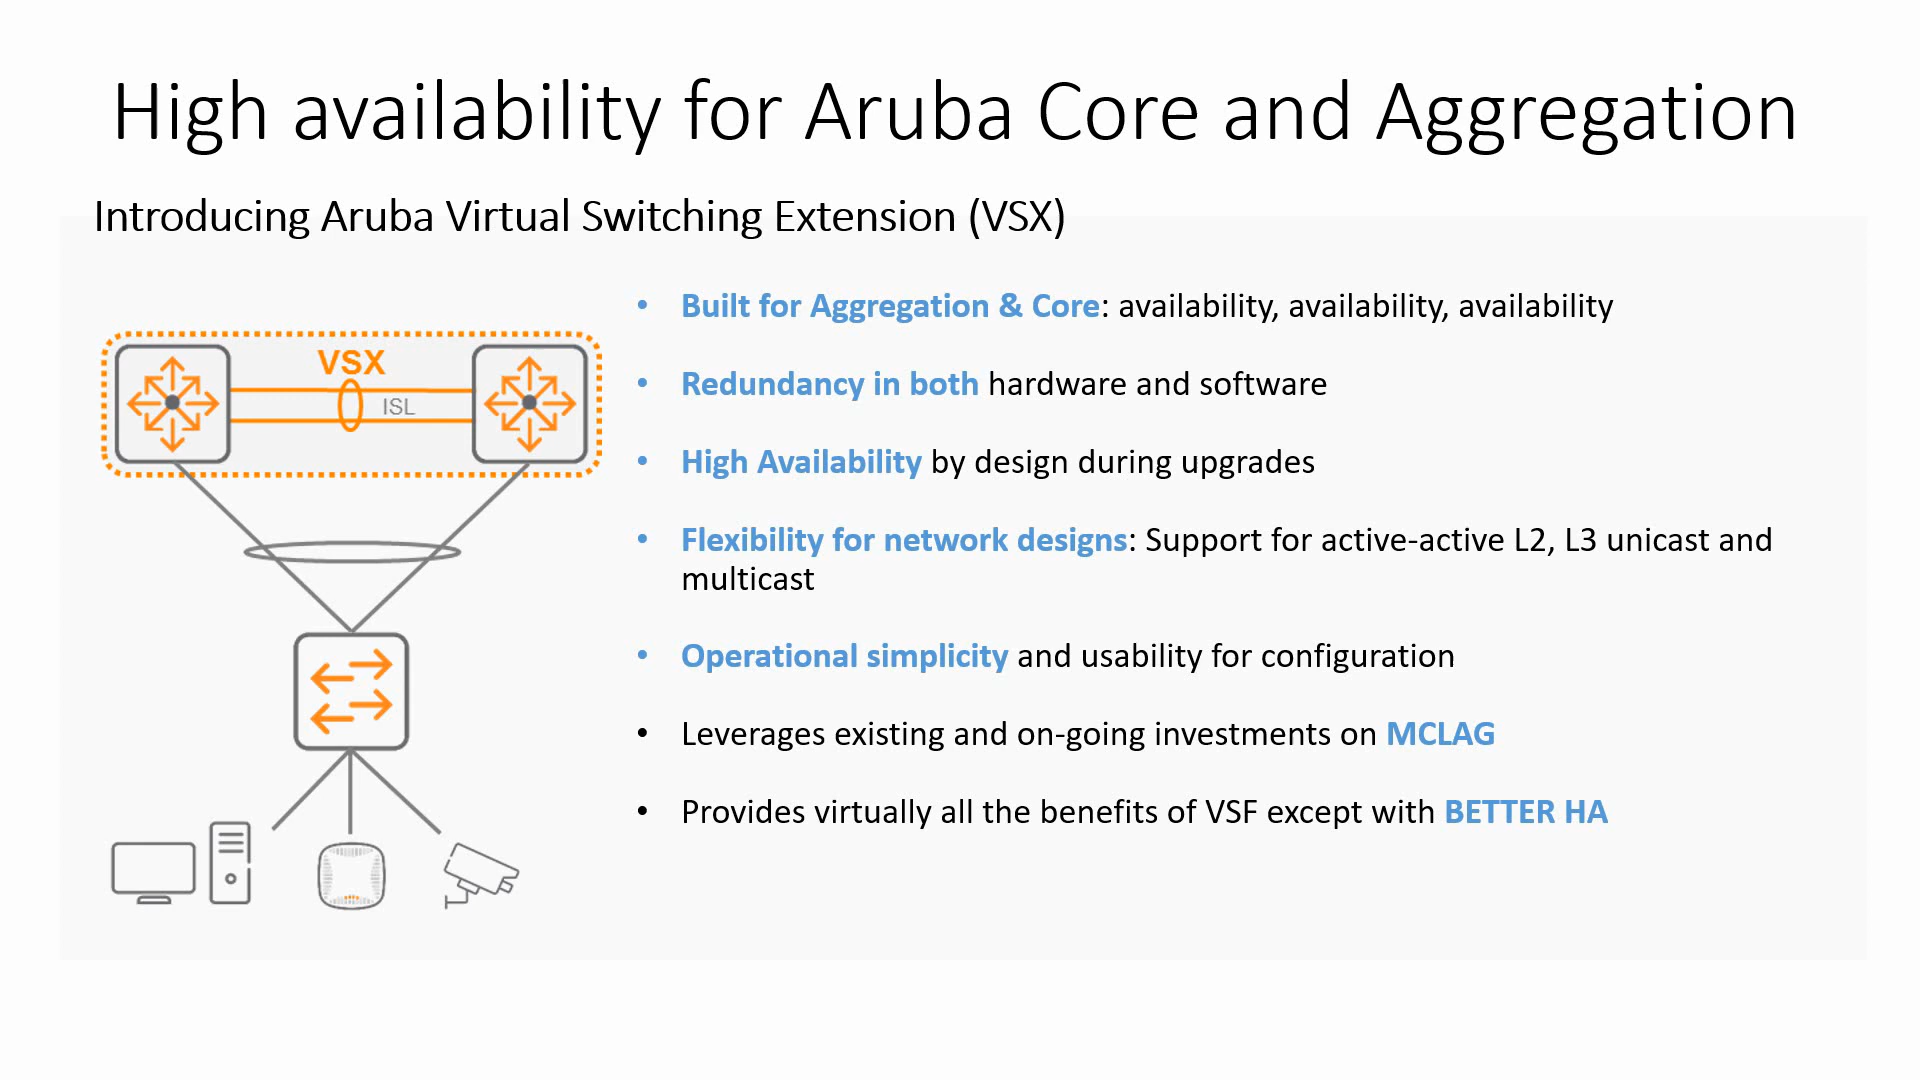 High availability for Aruba Core and Aggregation
Introducing Aruba Virtual Switching Extension (VSX)
VSX
ISL
• Built for Aggregation & Core: availability, availability, availability
• Redundancy in both hardware and software
• High Availability by design during upgrades
• Flexibility for network designs: Support for active-active L2, L3 unicast and
multicast
• Operational simplicity and usability for configuration
• Leverages existing and on-going investments on MCLAG
• Provides virtually all the benefits of VSF except with BETTER HA